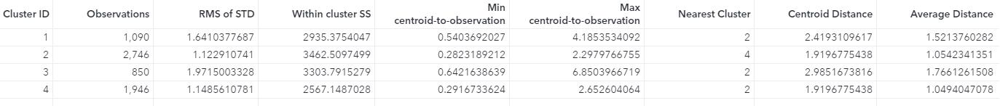 Cluster ID Observations RMS of STD Within cluster SS Min centroid-to-observation Max centroid-to-observation Nearest Cluster Centroid Distance Average Distance
1 1,090 1.6410377687 2935.3754047 0.5403692027 4.1853534092 2 2.4193109617 1.5213760282
2 2,746 1.122910741 3462.5097499 0.2823189212 2.2979766755 4 1.9196775438 1.0542341351
3 850 1.9715003328 3303.7915279 0.6421638639 6.8503966719 2 2.9851673816 1.7661261508
4 1,946 1.1485610781 2567.1487028 0.2916733624 2.652604064 2 1.9196775438 1.0494047078